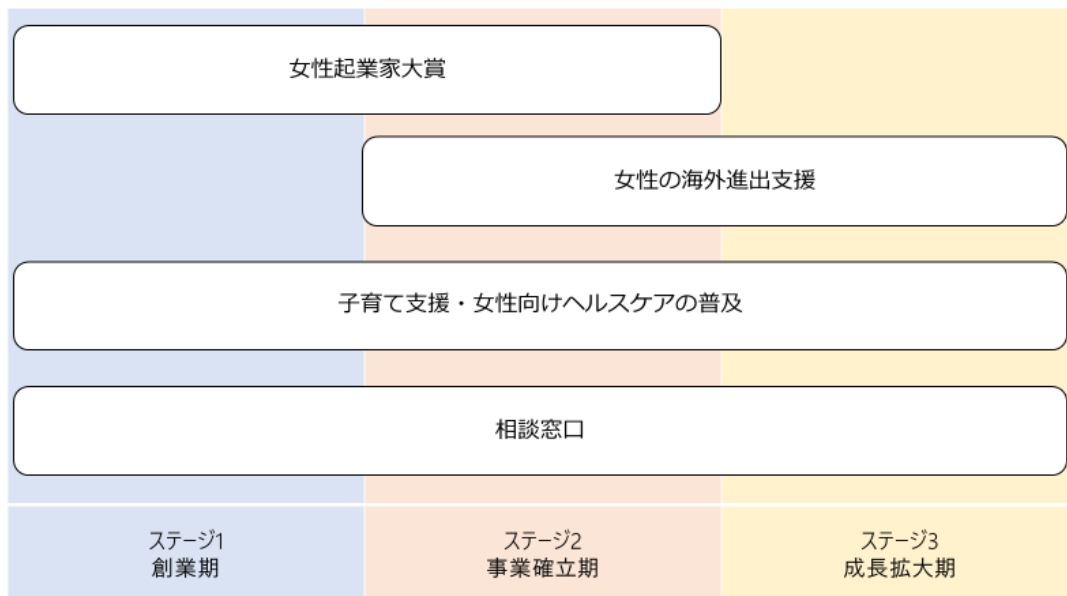 女性起業家大賞
女性の海外進出支援
子育て支援・女性向けヘルスケアの普及
相談窓口
ステージ1
創業期
ステージ2
事業確立期
ステージ3
成長拡大期